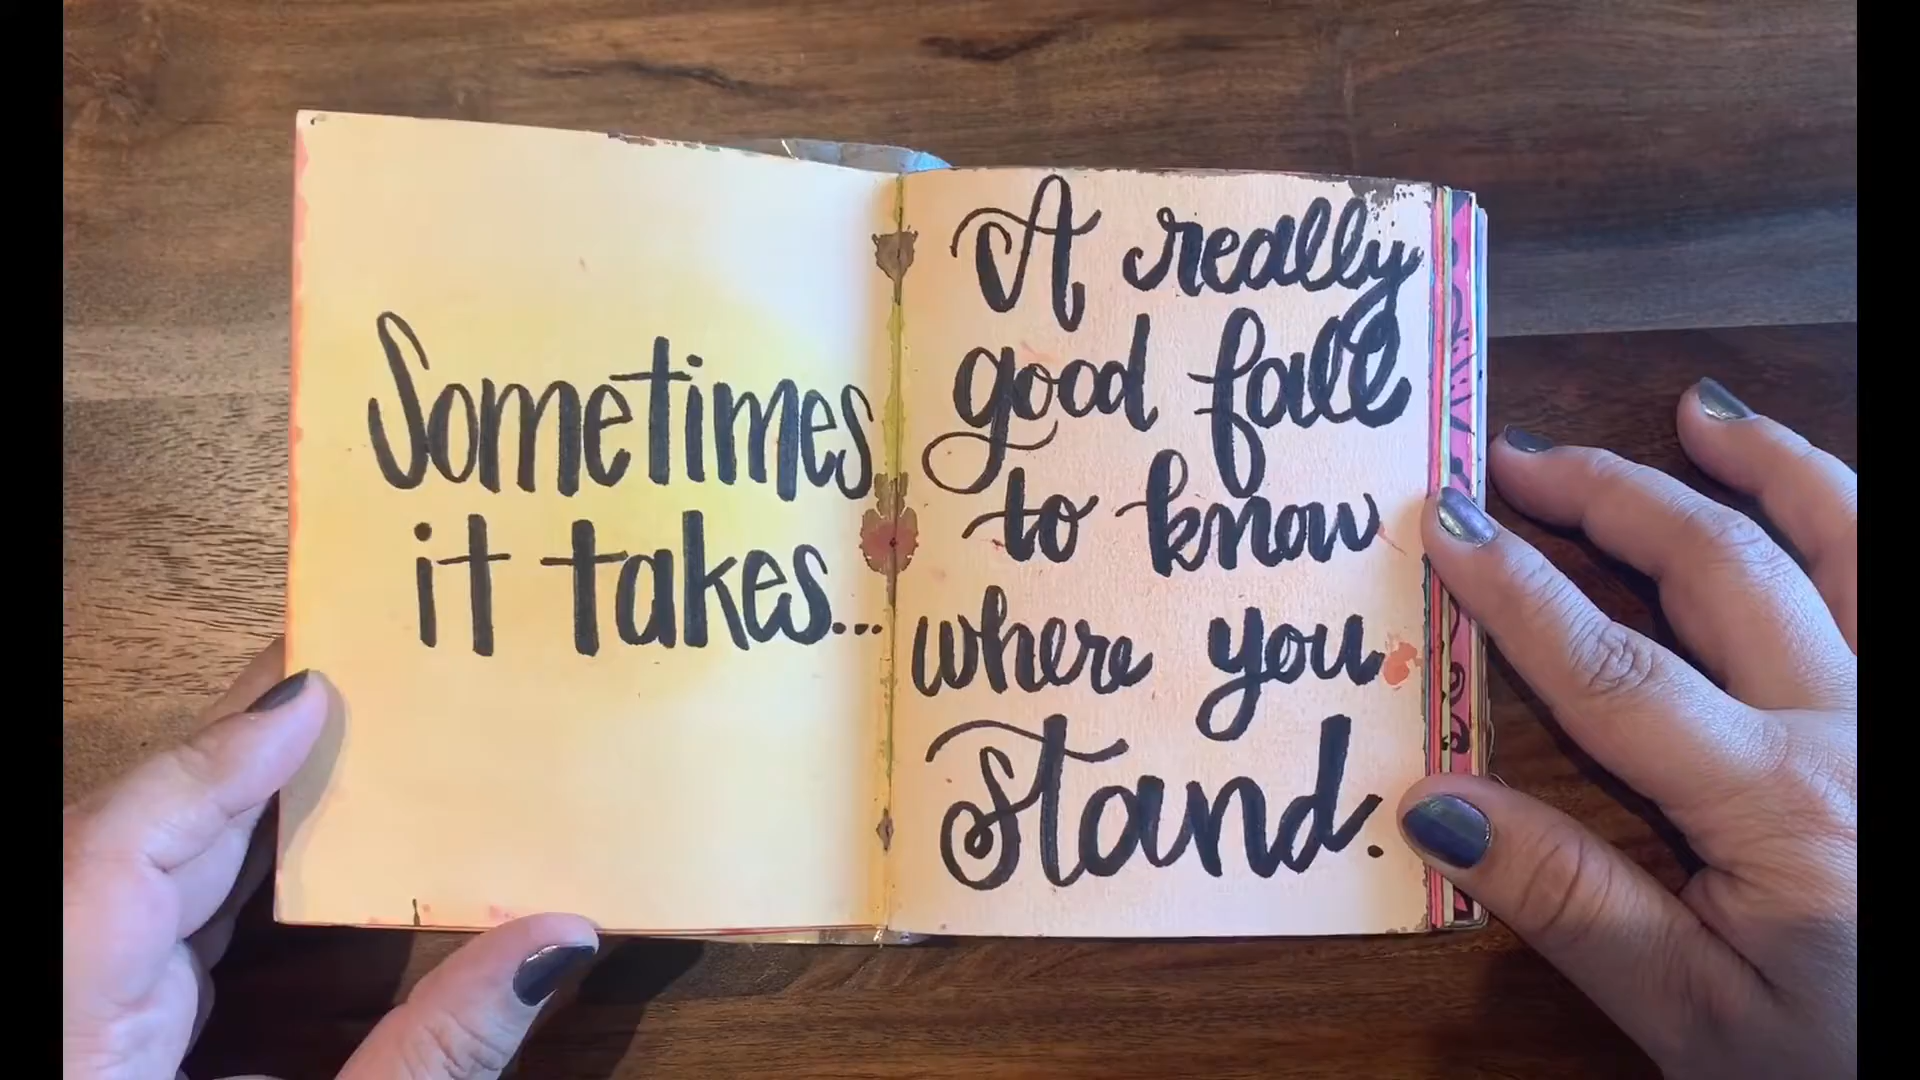 Sometimes
it takes...
A really
good fall
to know
where you
stand.